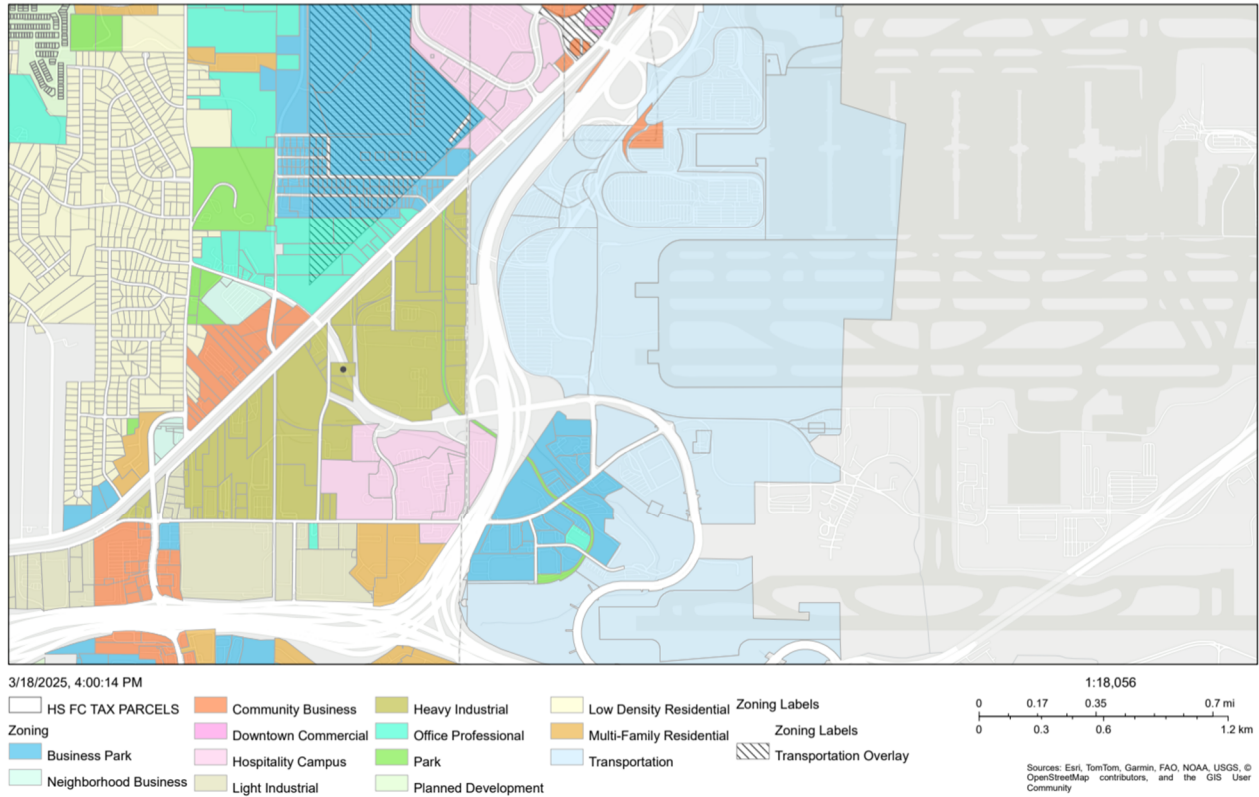 3/18/2025, 4:00:14 PM
HS FC TAX PARCELS
Zoning
Business Park
Neighborhood Business
Community Business
Downtown Commercial
Hospitality Campus
Light Industrial
Heavy Industrial
Office Professional
Park
Planned Development
Low Density Residential
Multi-Family Residential
Transportation
Zoning Labels
Zoning Labels
Transportation Overlay
1:18,056
0 0.17 0.35 0.7 mi
0 0.3 0.6 1.2 km
Sources: Esri, TomTom, Garmin, FAO, NOAA, USGS, ©
OpenStreetMap contributors, and the GIS User
Community